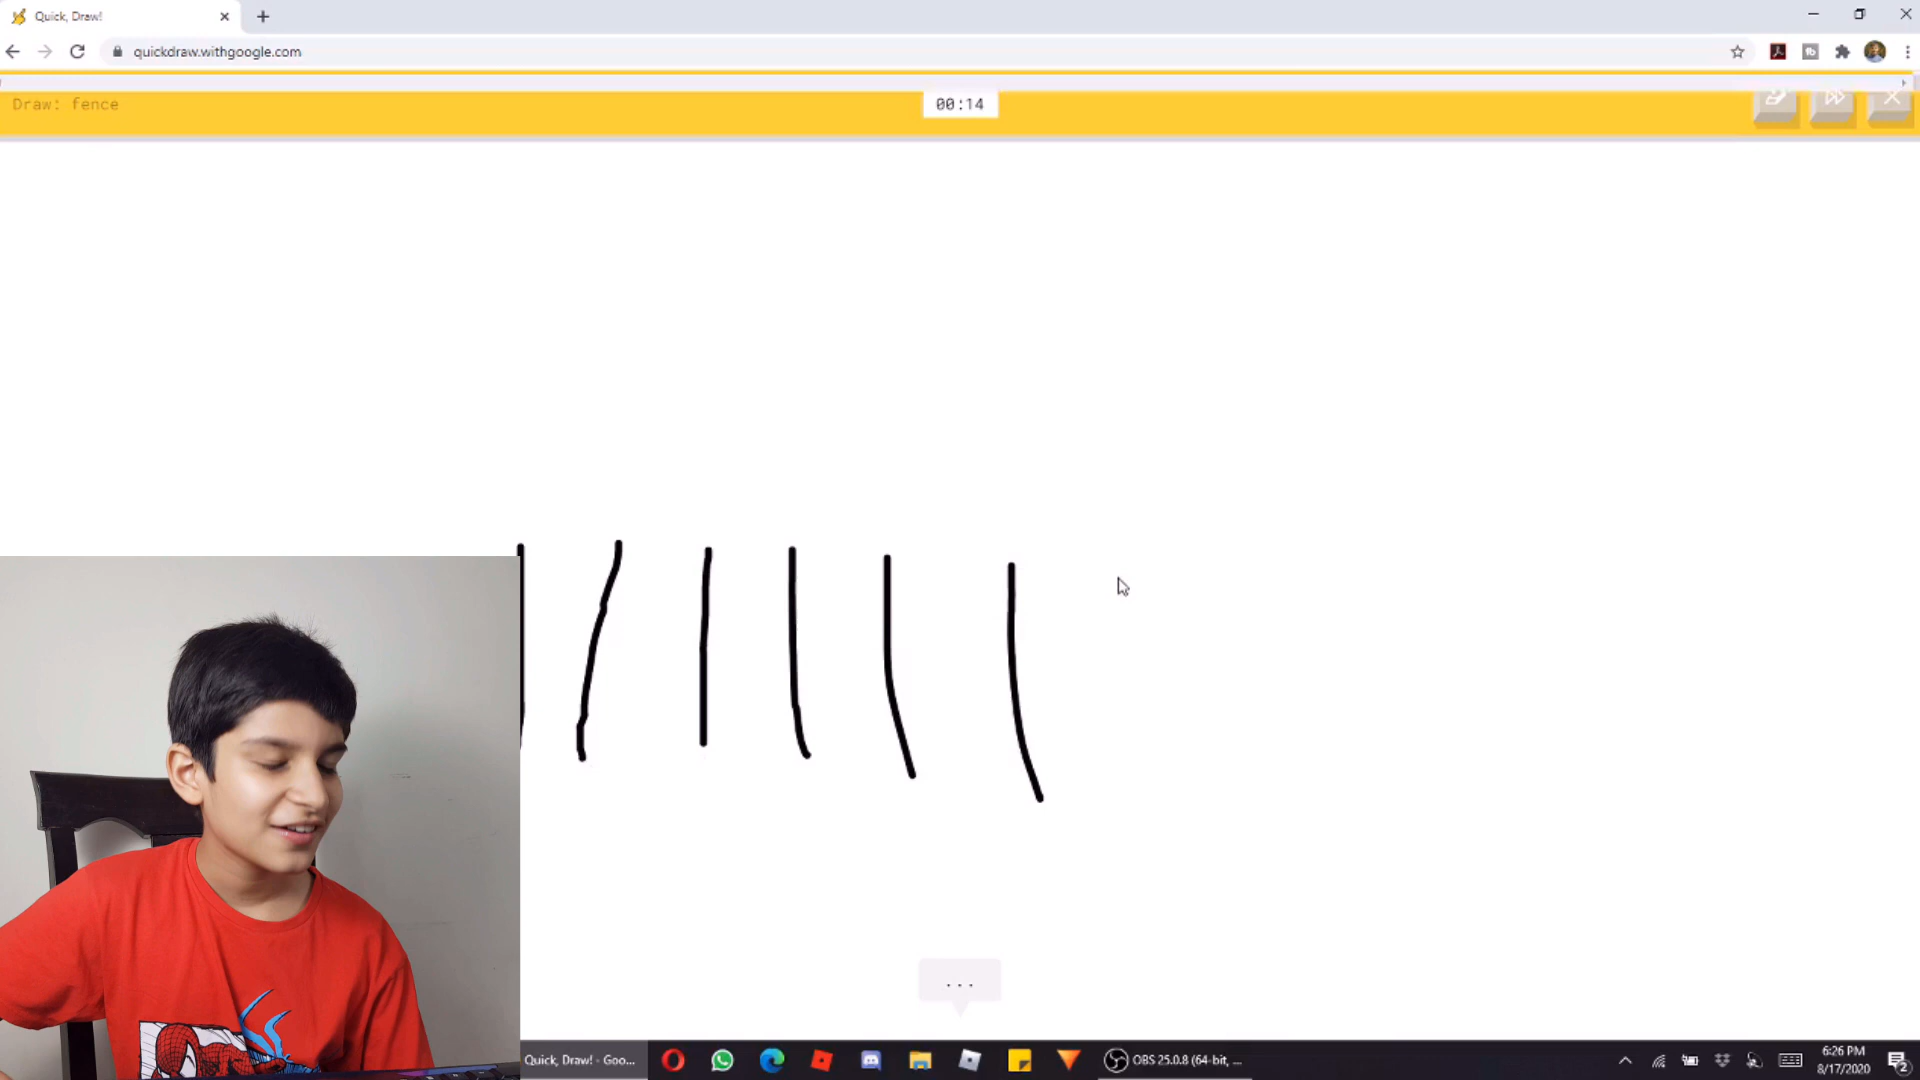 Quick, Draw!
quickdraw.withgoogle.com
Draw: fence
00:14
...
Quick, Draw! - Goo...
OBS 25.0.8 (64-bit, ...
6:26 PM
8/17/2020
2